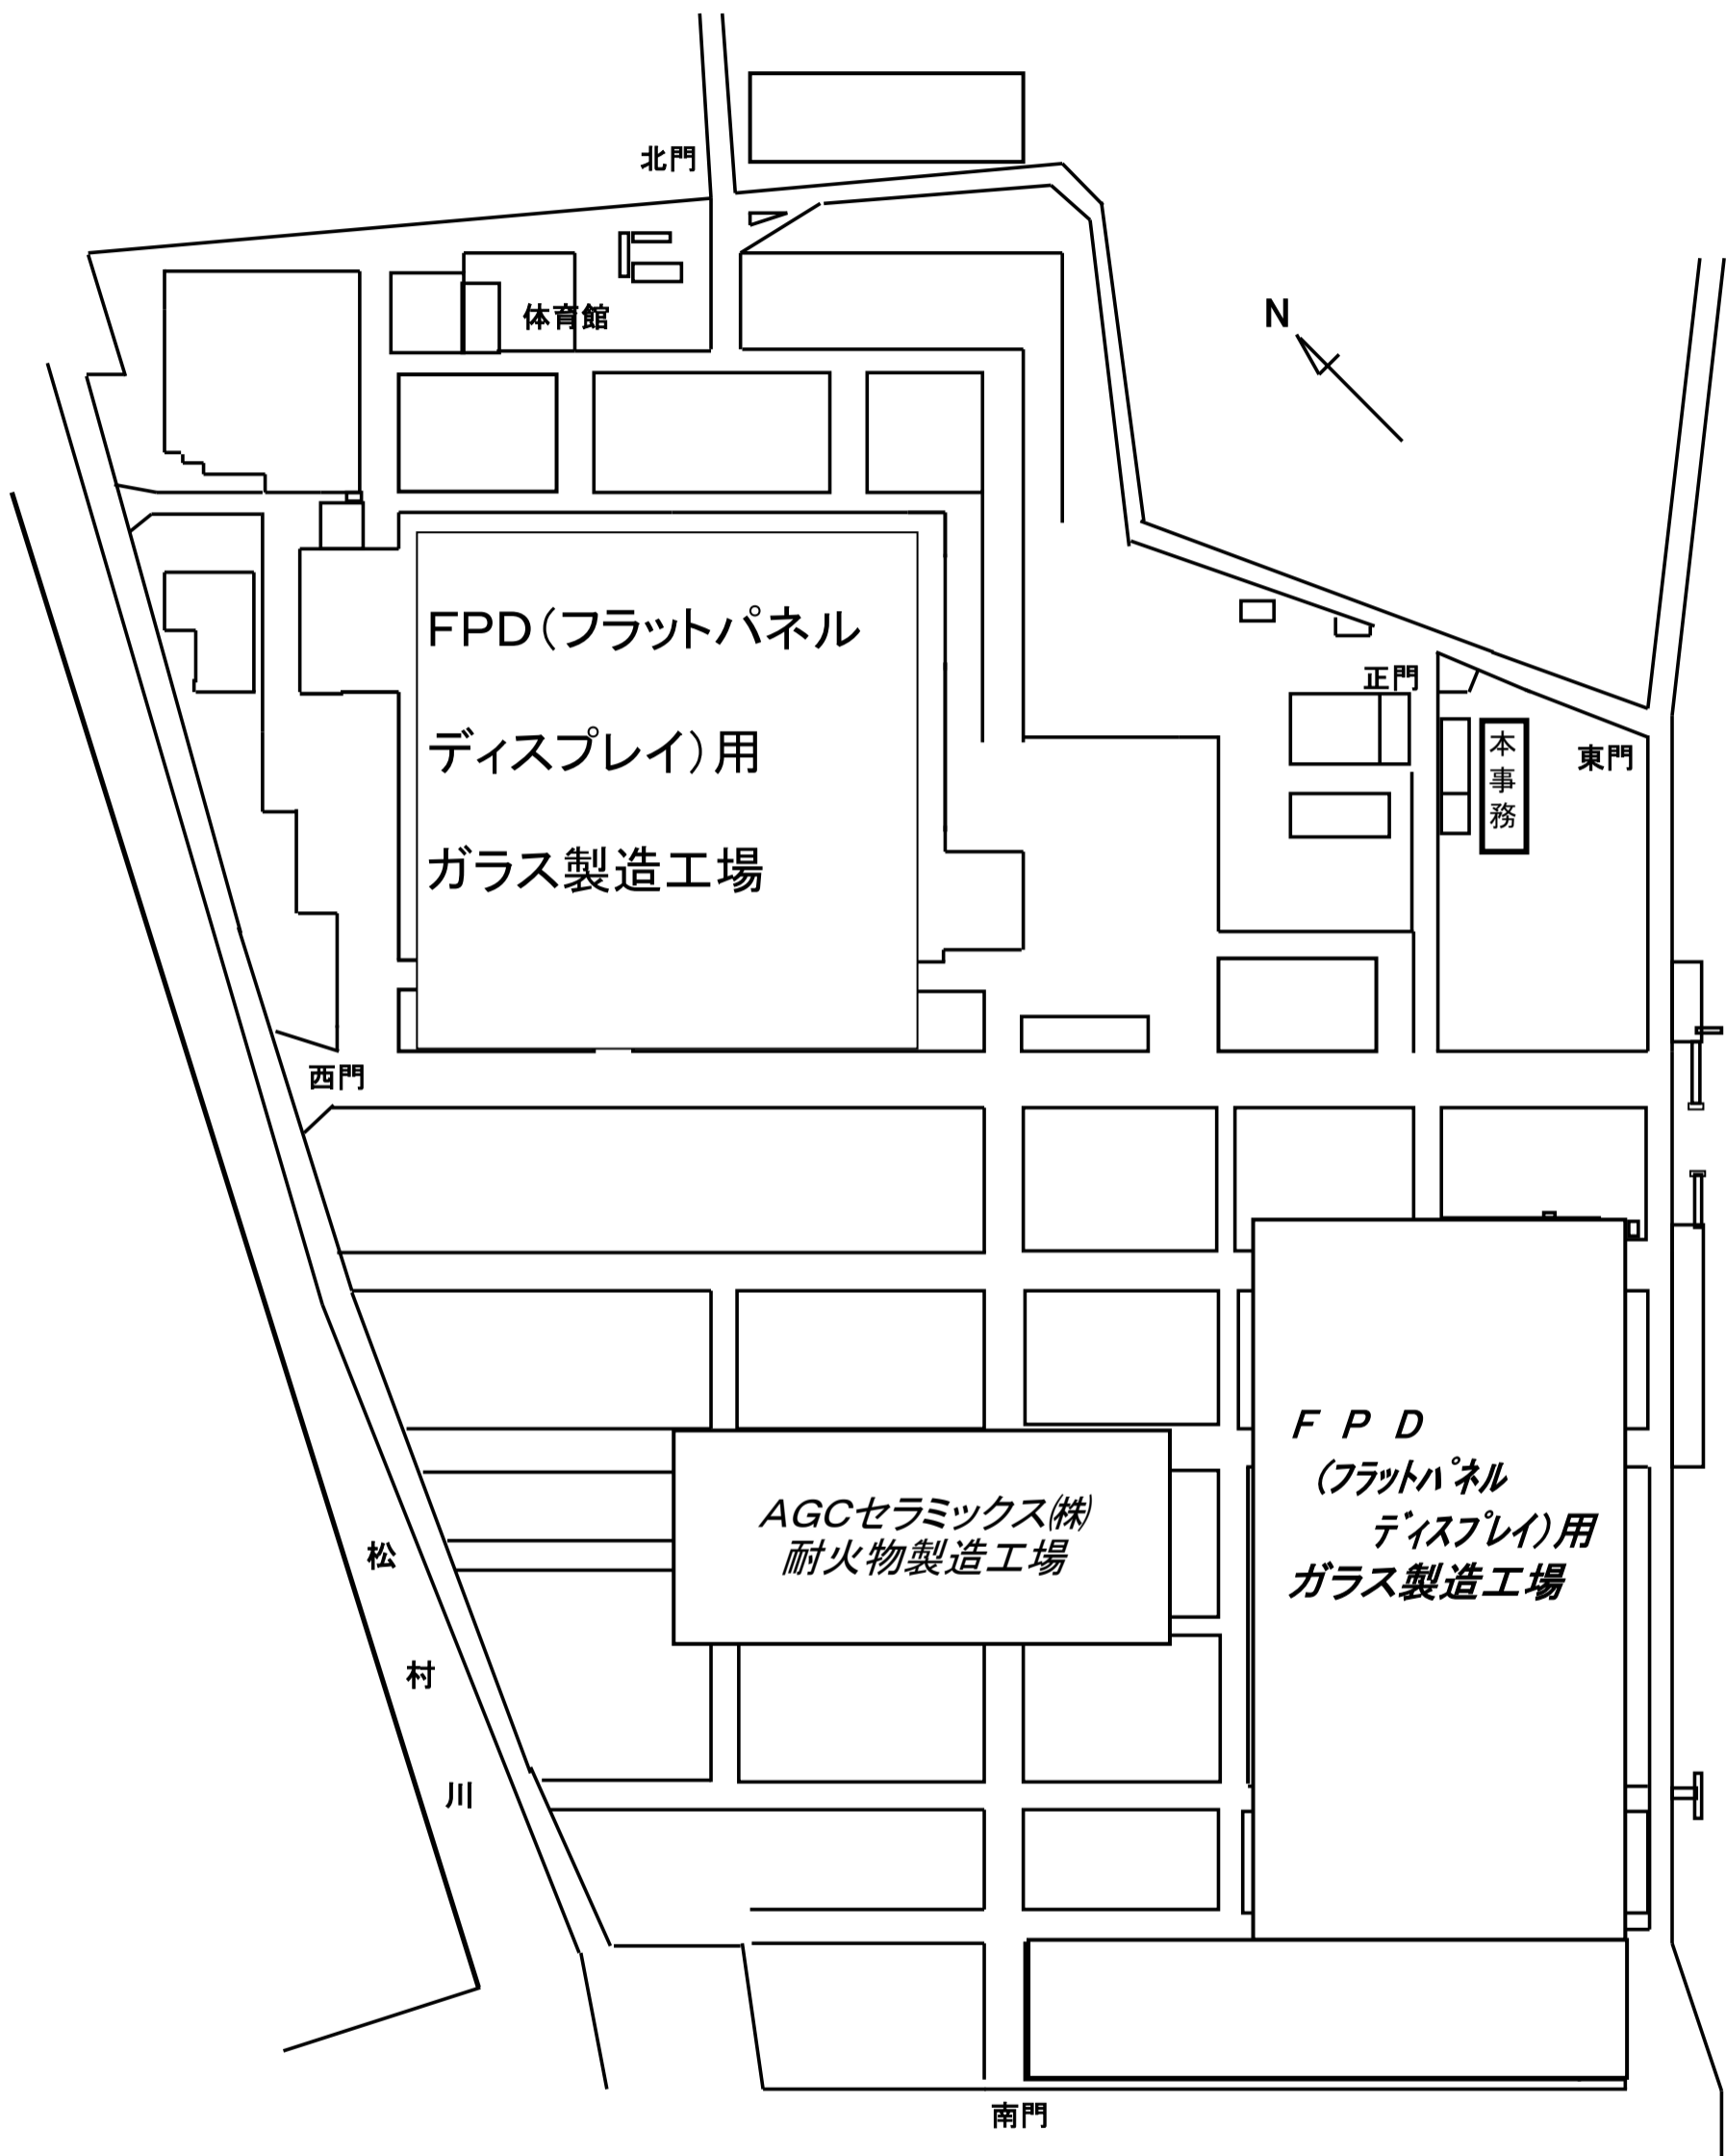 北門
体育館
N
FPD(フラットパネル
ディスプレイ)用
ガラス製造工場
正門
本
事
務
東門
西門
FPD
(フラットパネル
ディスプレイ)用
ガラス製造工場
AGCセラミックス(株)
耐火物製造工場
松
村
川
南門